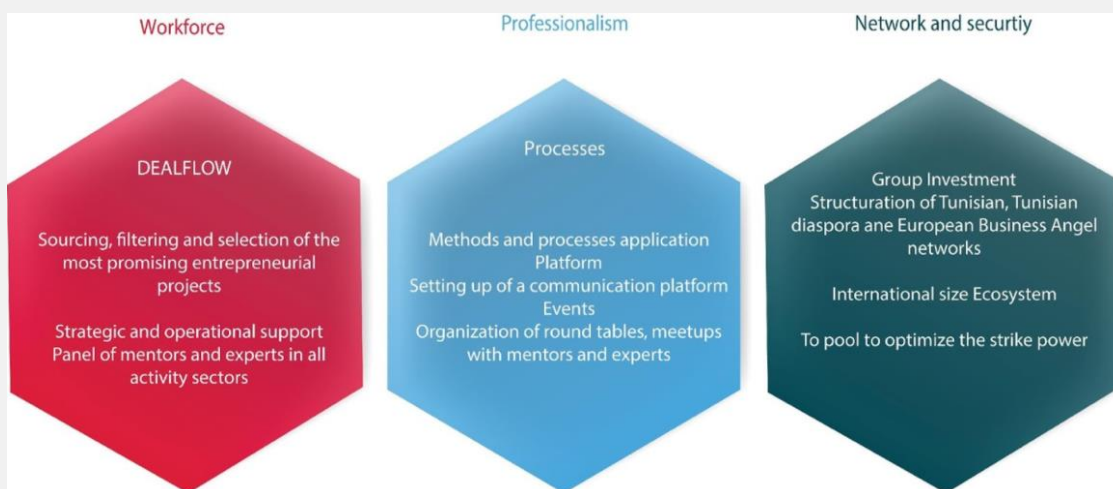 Workforce
DEALFLOW
Sourcing, filtering and selection of the
most promising entrepreneurial
projects
Strategic and operational support
Panel of mentors and experts in all
activity sectors
Professionalism
Processes
Methods and processes application
Platform
Setting up of a communication platform
Events
Organization of round tables, meetups
with mentors and experts
Network and securtiy
Group Investment
Structuration of Tunisian, Tunisian
diaspora ane European Business Angel
networks
International size Ecosystem
To pool to optimize the strike power